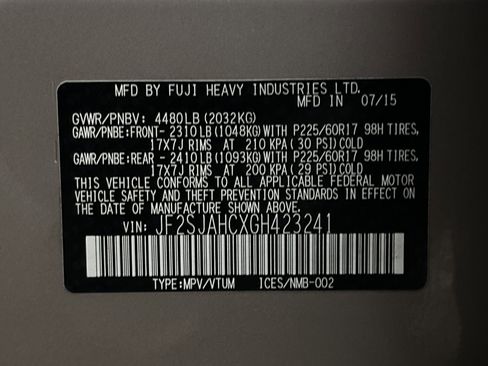 MFD BY FUJI HEAVY INDUSTRIES LTD.
MFD IN 07/15
GVWR/PNBV: 4480LB(2032KG)
GAWR/PNBE:FRONT- 2310LB(1048KG)WITH P225/60R17 98H TIRES,
17X7J RIMS AT 210 KPA( 30 PSI)COLD
GAWR/PNBE:REAR - 2410LB(1093KG)WITH P225/60R17 98H TIRES,
17X7J RIMS AT 200 KPA( 29 PSI)COLD
THIS VEHICLE CONFORMS TO ALL APPLICABLE FEDERAL MOTOR
VEHICLE SAFETY AND THEFT PREVENTION STANDARDS IN EFFECT
ON THE DATE OF MANUFACTURE SHOWN ABOVE.
VIN: JF2SJAHCXGH423241
TYPE:MPV/VTUM ICES/NMB-002